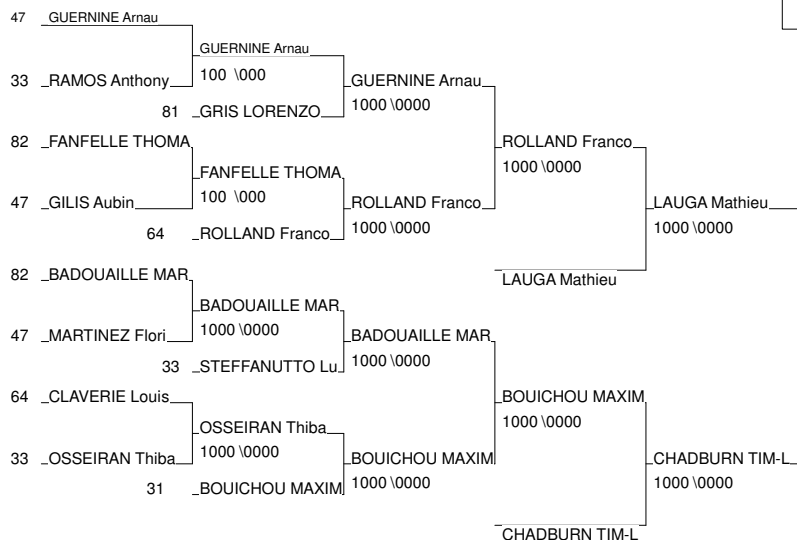 47 GUERNINE Arnau
GUERNINE Arnau
33 RAMOS Anthony 100 \000 GUERNINE Arnau
81 GRIS LORENZO 1000 \0000
82 FANFELLE THOMA ROLLAND Franco
FANFELLE THOMA 1000 \0000
100 \000
47 GILIS Aubin ROLLAND Franco LAUGA Mathieu
64 ROLLAND Franco 1000 \0000 1000 \0000
82 BADOUAILLE MAR LAUGA Mathieu
BADOUAILLE MAR
47 MARTINEZ Flori 1000 \0000 BADOUAILLE MAR
33 STEFFANUTTO Lu 1000 \0000
64 CLAVERIE Louis BOUICHOU MAXIM
OSSEIRAN Thiba 1000 \0000
1000 \0000
33 OSSEIRAN Thiba BOUICHOU MAXIM CHADBURN TIM-L
31 BOUICHOU MAXIM 1000 \0000 1000 \0000
CHADBURN TIM-L